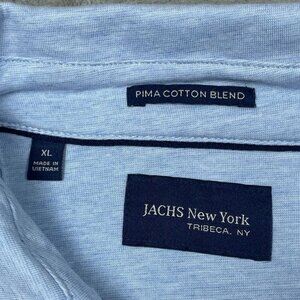 PIMA COTTON BLEND
XL
MADE IN
VIETNAM
JACHS New York
TRIBECA, NY